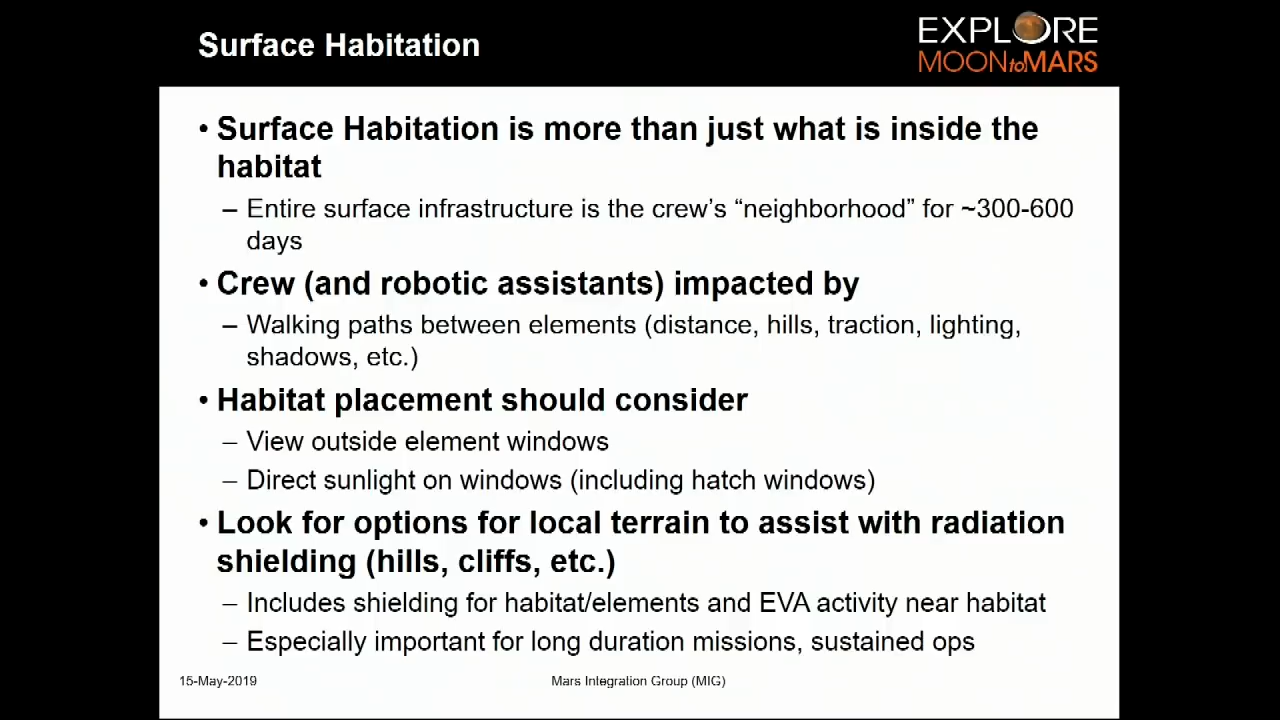 Surface Habitation
EXPLORE
MOONtoMARS
• Surface Habitation is more than just what is inside the
habitat
– Entire surface infrastructure is the crew’s “neighborhood” for ~300-600
days
• Crew (and robotic assistants) impacted by
– Walking paths between elements (distance, hills, traction, lighting,
shadows, etc.)
• Habitat placement should consider
– View outside element windows
– Direct sunlight on windows (including hatch windows)
• Look for options for local terrain to assist with radiation
shielding (hills, cliffs, etc.)
– Includes shielding for habitat/elements and EVA activity near habitat
– Especially important for long duration missions, sustained ops
15-May-2019
Mars Integration Group (MIG)